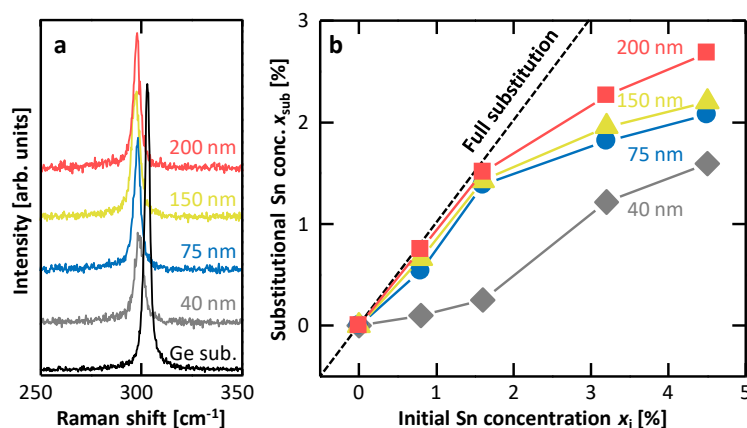 a
200 nm
150 nm
75 nm
40 nm
Ge sub.
Intensity [arb. units]
250
300
350
Raman shift [cm⁻¹]
b
Full substitution
200 nm
150 nm
75 nm
40 nm
Substitutional Sn conc. x_sub [%]
3
2
1
0
0
1
2
3
4
5
Initial Sn concentration x_i [%]